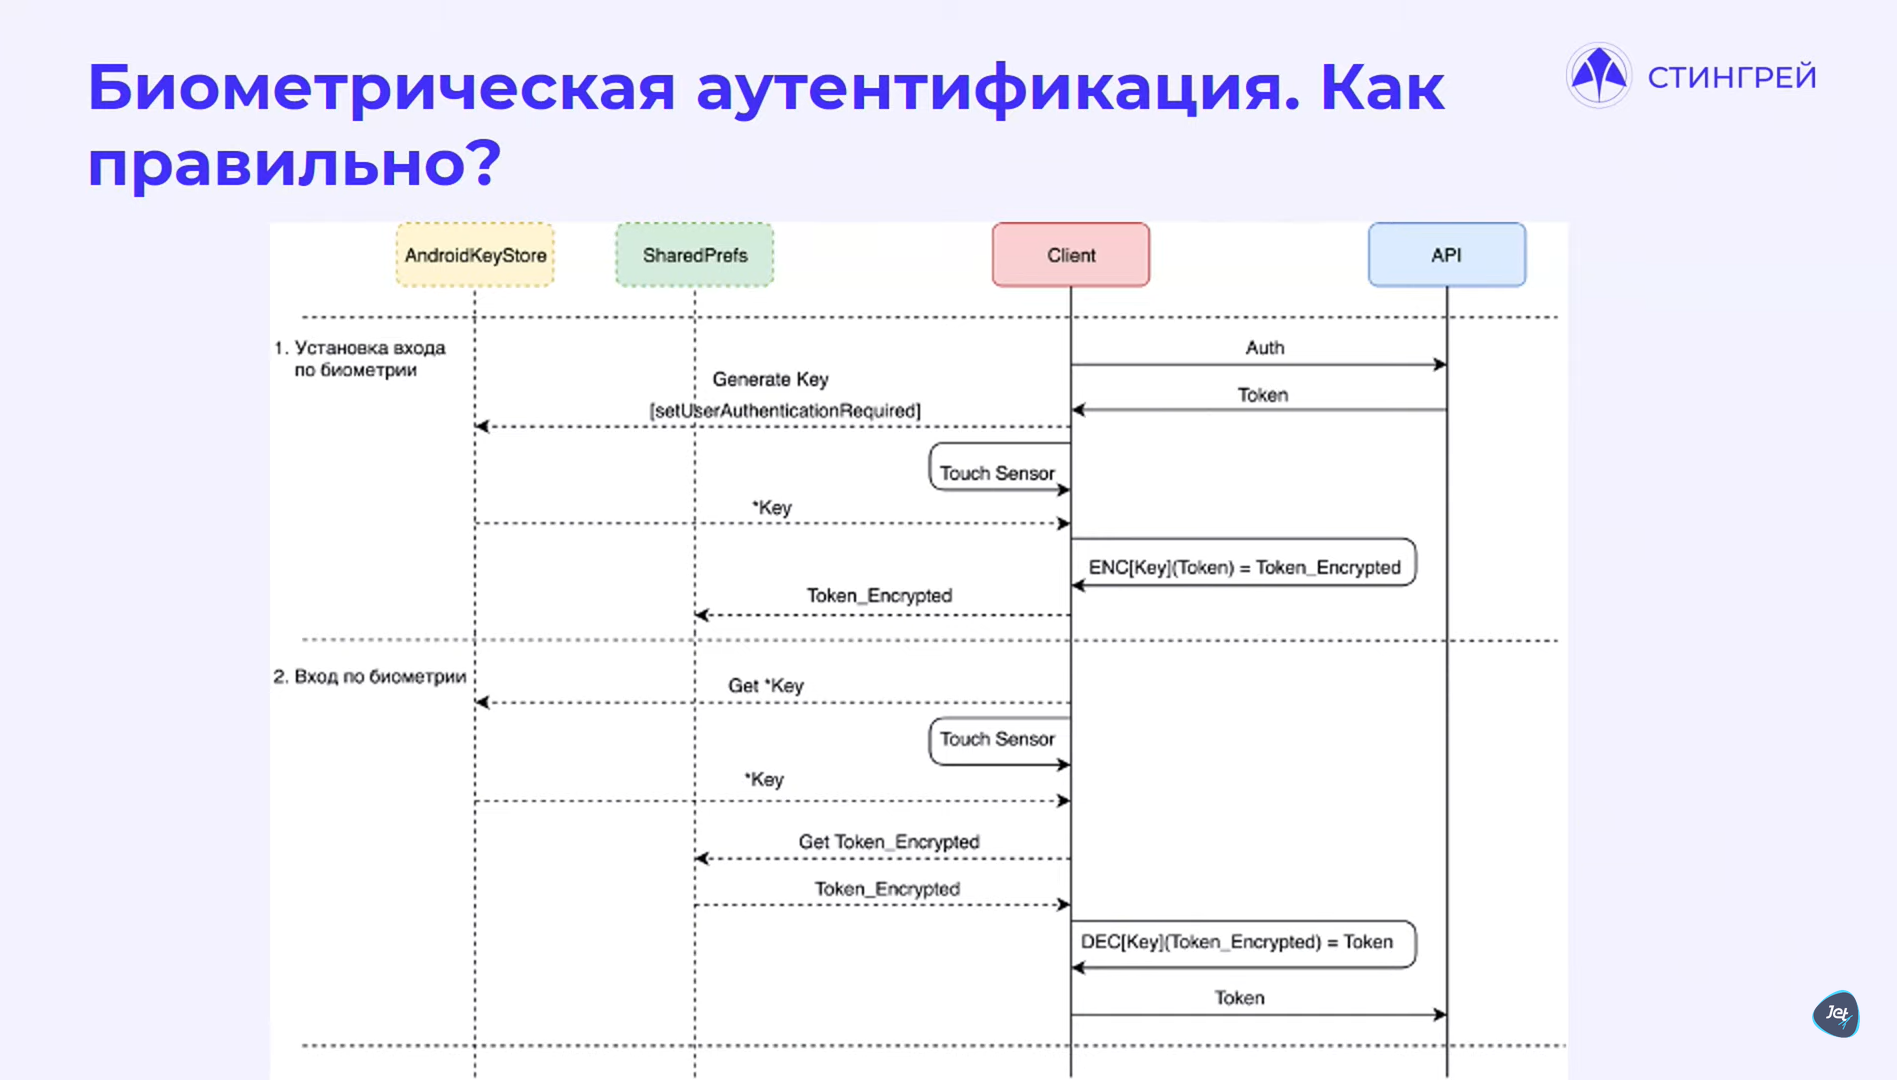 Биометрическая аутентификация. Как
правильно?
СТИНГРЕЙ
AndroidKeyStore
SharedPrefs
Client
API
1. Установка входа
по биометрии
Auth
Generate Key
Token
[setUserAuthenticationRequired]
Touch Sensor
*Key
ENC[Key](Token) = Token_Encrypted
Token_Encrypted
2. Вход по биометрии
Get *Key
Touch Sensor
*Key
Get Token_Encrypted
Token_Encrypted
DEC[Key](Token_Encrypted) = Token
Token
Jet